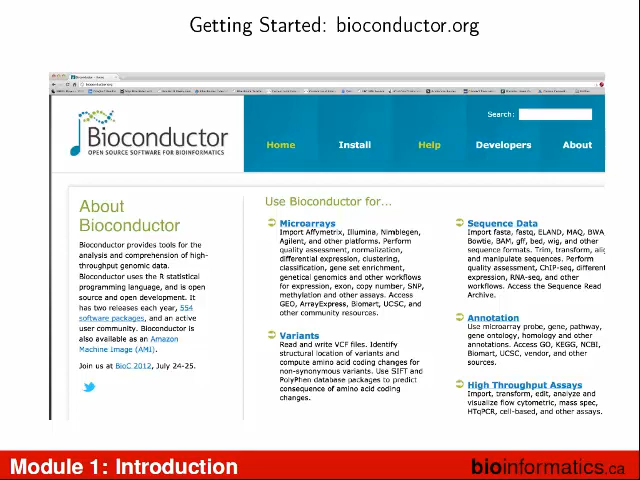 Getting Started: bioconductor.org
Search:
Bioconductor
OPEN SOURCE SOFTWARE FOR BIOINFORMATICS
Home Install Help Developers About
About
Bioconductor
Bioconductor provides tools for the
analysis and comprehension of high-
throughput genomic data.
Bioconductor uses the R statistical
programming language, and is open
source and open development. It
has two releases each year, 554
software packages, and an active
user community. Bioconductor is
also available as an Amazon
Machine Image (AMI).
Join us at BioC 2012, July 24-25.
Use Bioconductor for...
Microarrays
Import Affymetrix, Illumina, Nimblegen,
Agilent, and other platforms. Perform
quality assessment, normalization,
differential expression, clustering,
classification, gene set enrichment,
genetical genomics and other workflows
for expression, exon, copy number, SNP,
methylation and other assays. Access
GEO, ArrayExpress, Biomart, UCSC, and
other community resources.
Variants
Read and write VCF files. Identify
structural location of variants and
compute amino acid coding changes for
non-synonymous variants. Use SIFT and
PolyPhen database packages to predict
consequence of amino acid coding
changes.
Sequence Data
Import fasta, fastq, ELAND, MAQ, BWA
Bowtie, BAM, gff, bed, wig, and other
sequence formats. Trim, transform, alig
and manipulate sequences. Perform
quality assessment, ChIP-seq, different
expression, RNA-seq, and other
workflows. Access the Sequence Read
Archive.
Annotation
Use microarray probe, gene, pathway,
gene ontology, homology and other
annotations. Access GO, KEGG, NCBI,
Biomart, UCSC, vendor, and other
sources.
High Throughput Assays
Import, transform, edit, analyze and
visualize flow cytometric, mass spec,
HTqPCR, cell-based, and other assays.
Module 1: Introduction
bioinformatics.ca